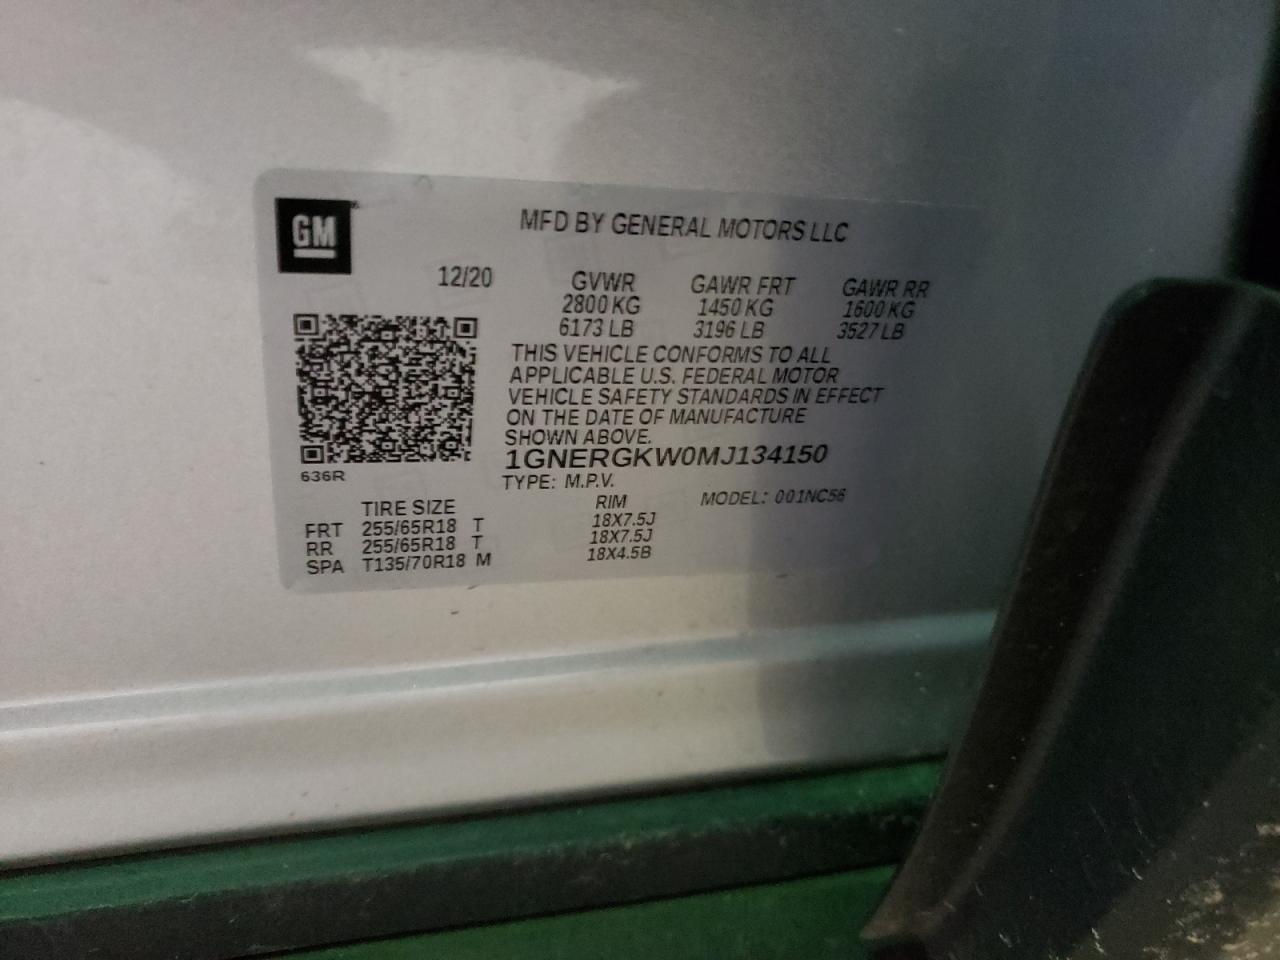 GM
MFD BY GENERAL MOTORS LLC
12/20 GVWR GAWR FRT GAWR RR
2800 KG 1450 KG 1600 KG
6173 LB 3196 LB 3527 LB
THIS VEHICLE CONFORMS TO ALL
APPLICABLE U.S. FEDERAL MOTOR
VEHICLE SAFETY STANDARDS IN EFFECT
ON THE DATE OF MANUFACTURE
SHOWN ABOVE.
1GNERGKW0MJ134150
636R
TYPE: M.P.V. MODEL: 001NC56
TIRE SIZE RIM
FRT 255/65R18 T 18X7.5J
RR 255/65R18 T 18X7.5J
SPA T135/70R18 M 18X4.5B